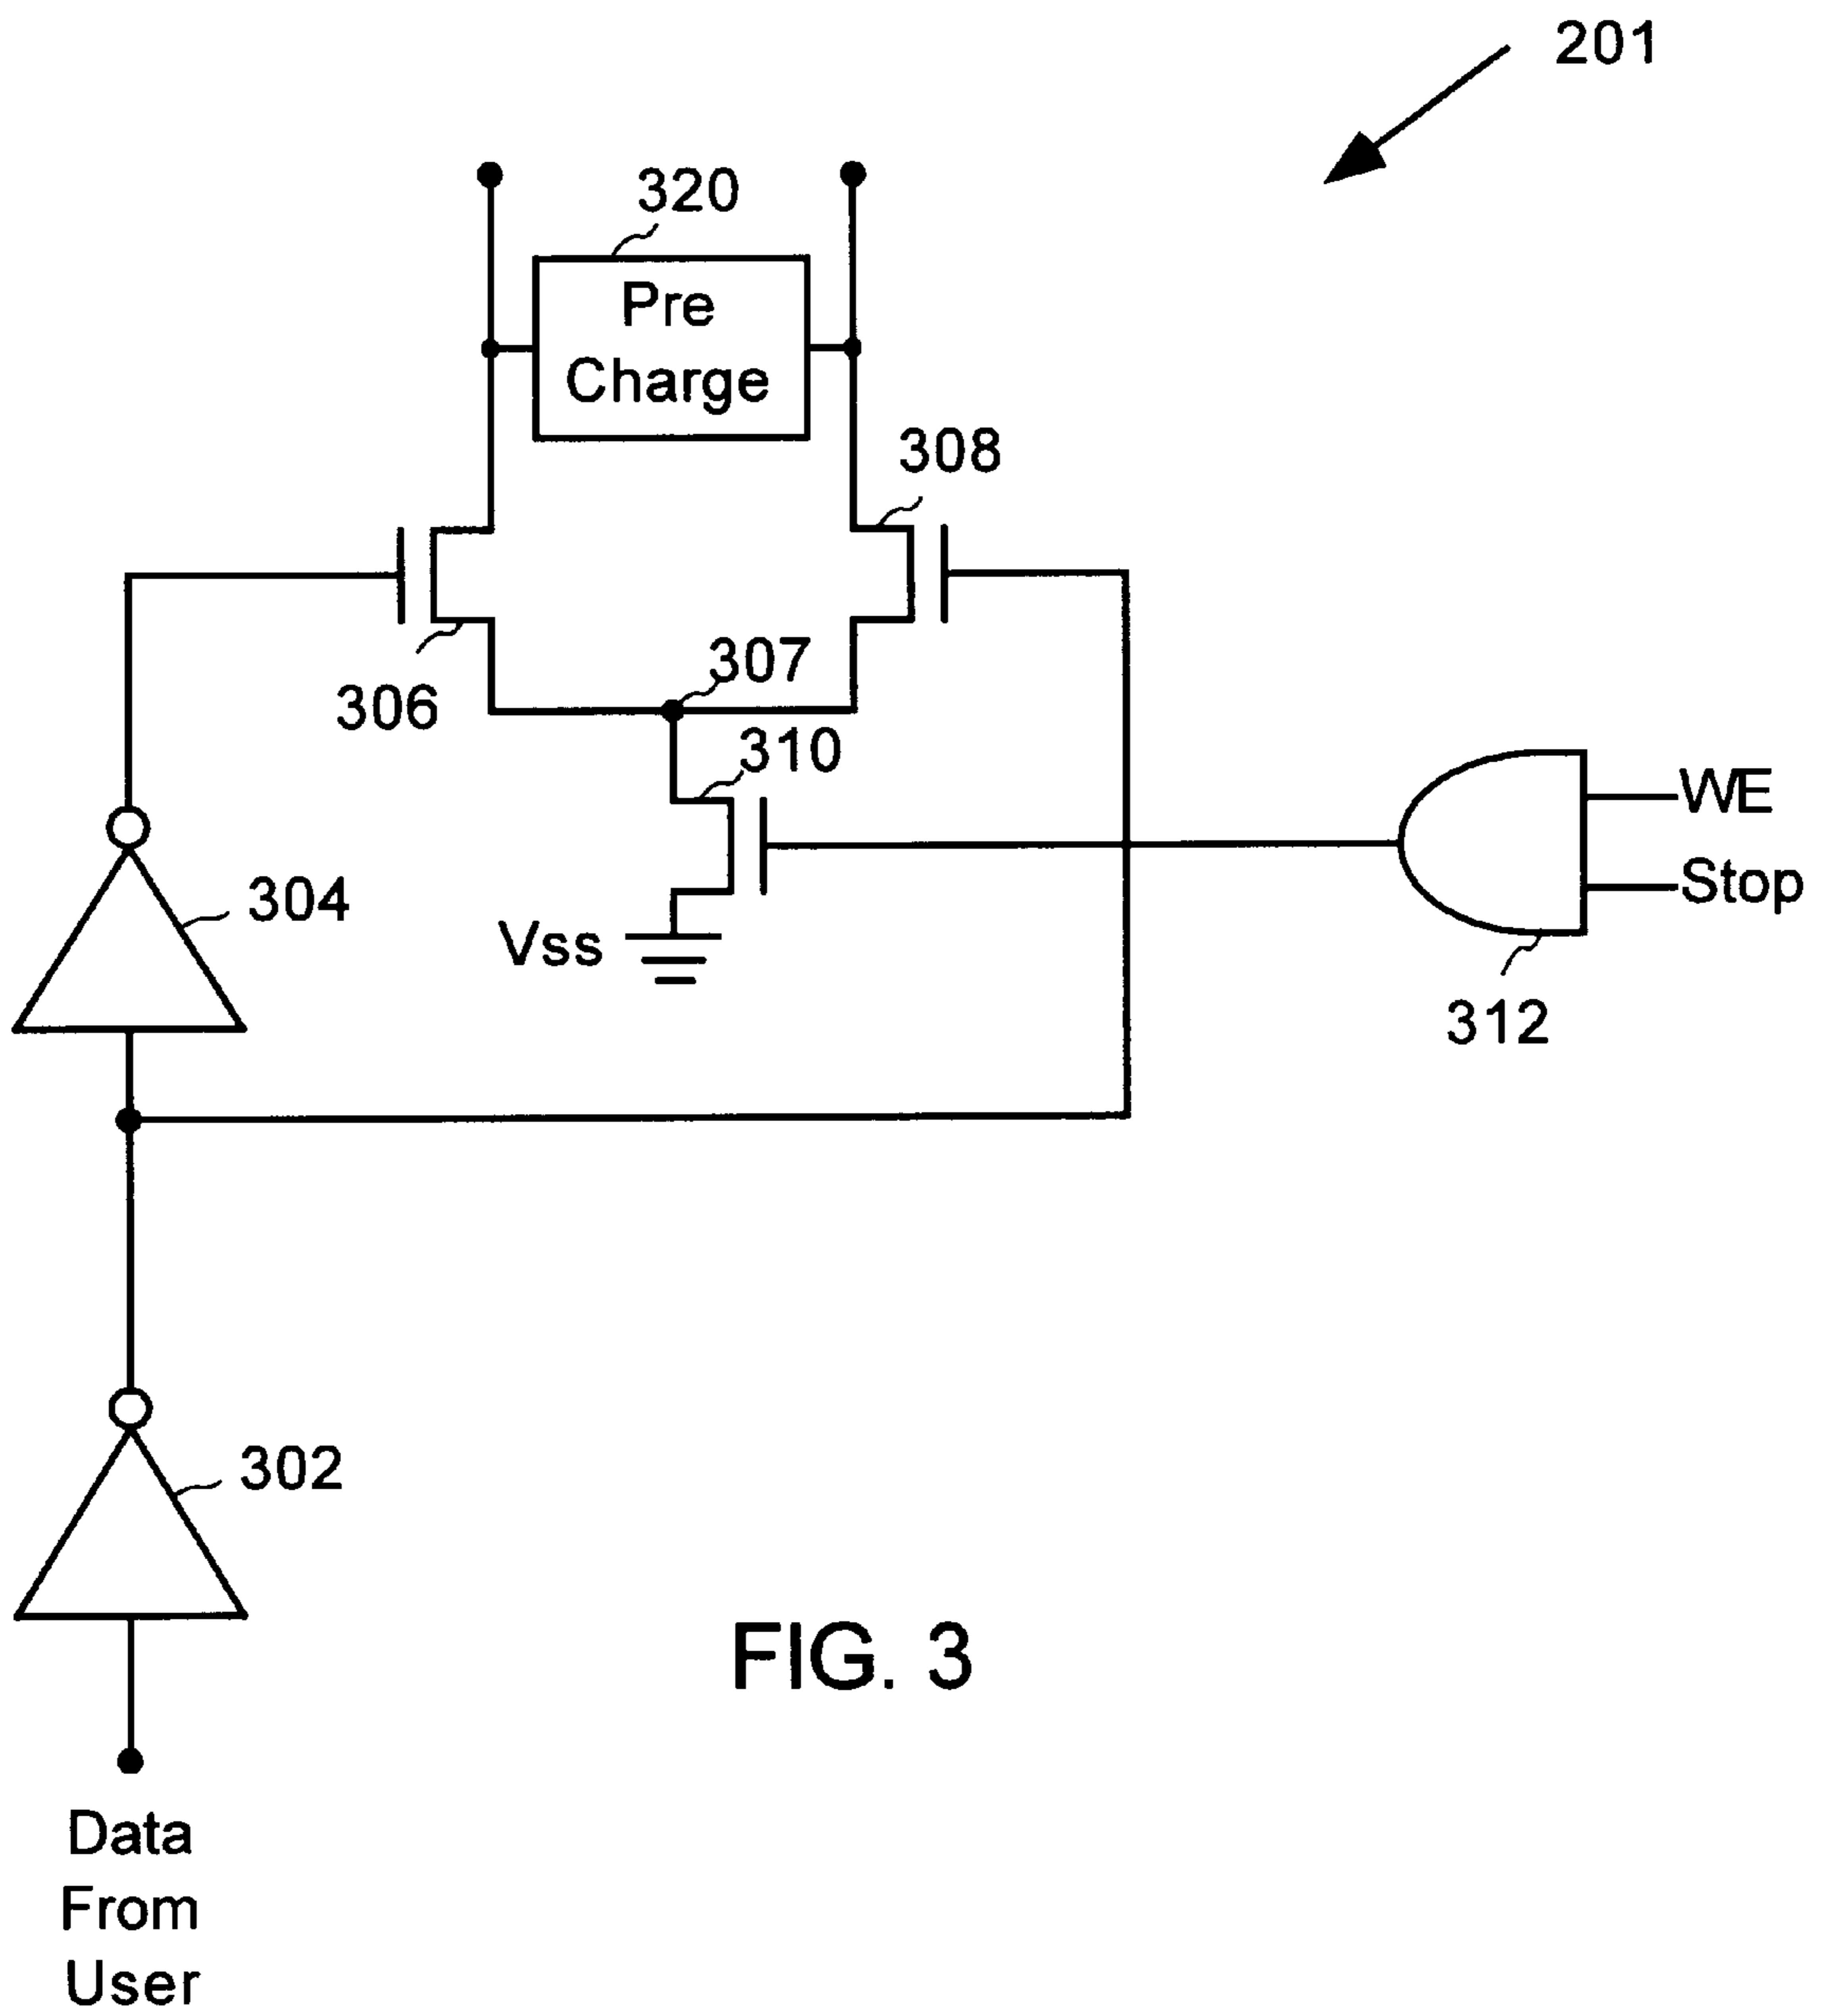 201
320
Pre
Charge
308
307
306
310
WE
304
Stop
Vss
312
302
FIG. 3
Data
From
User